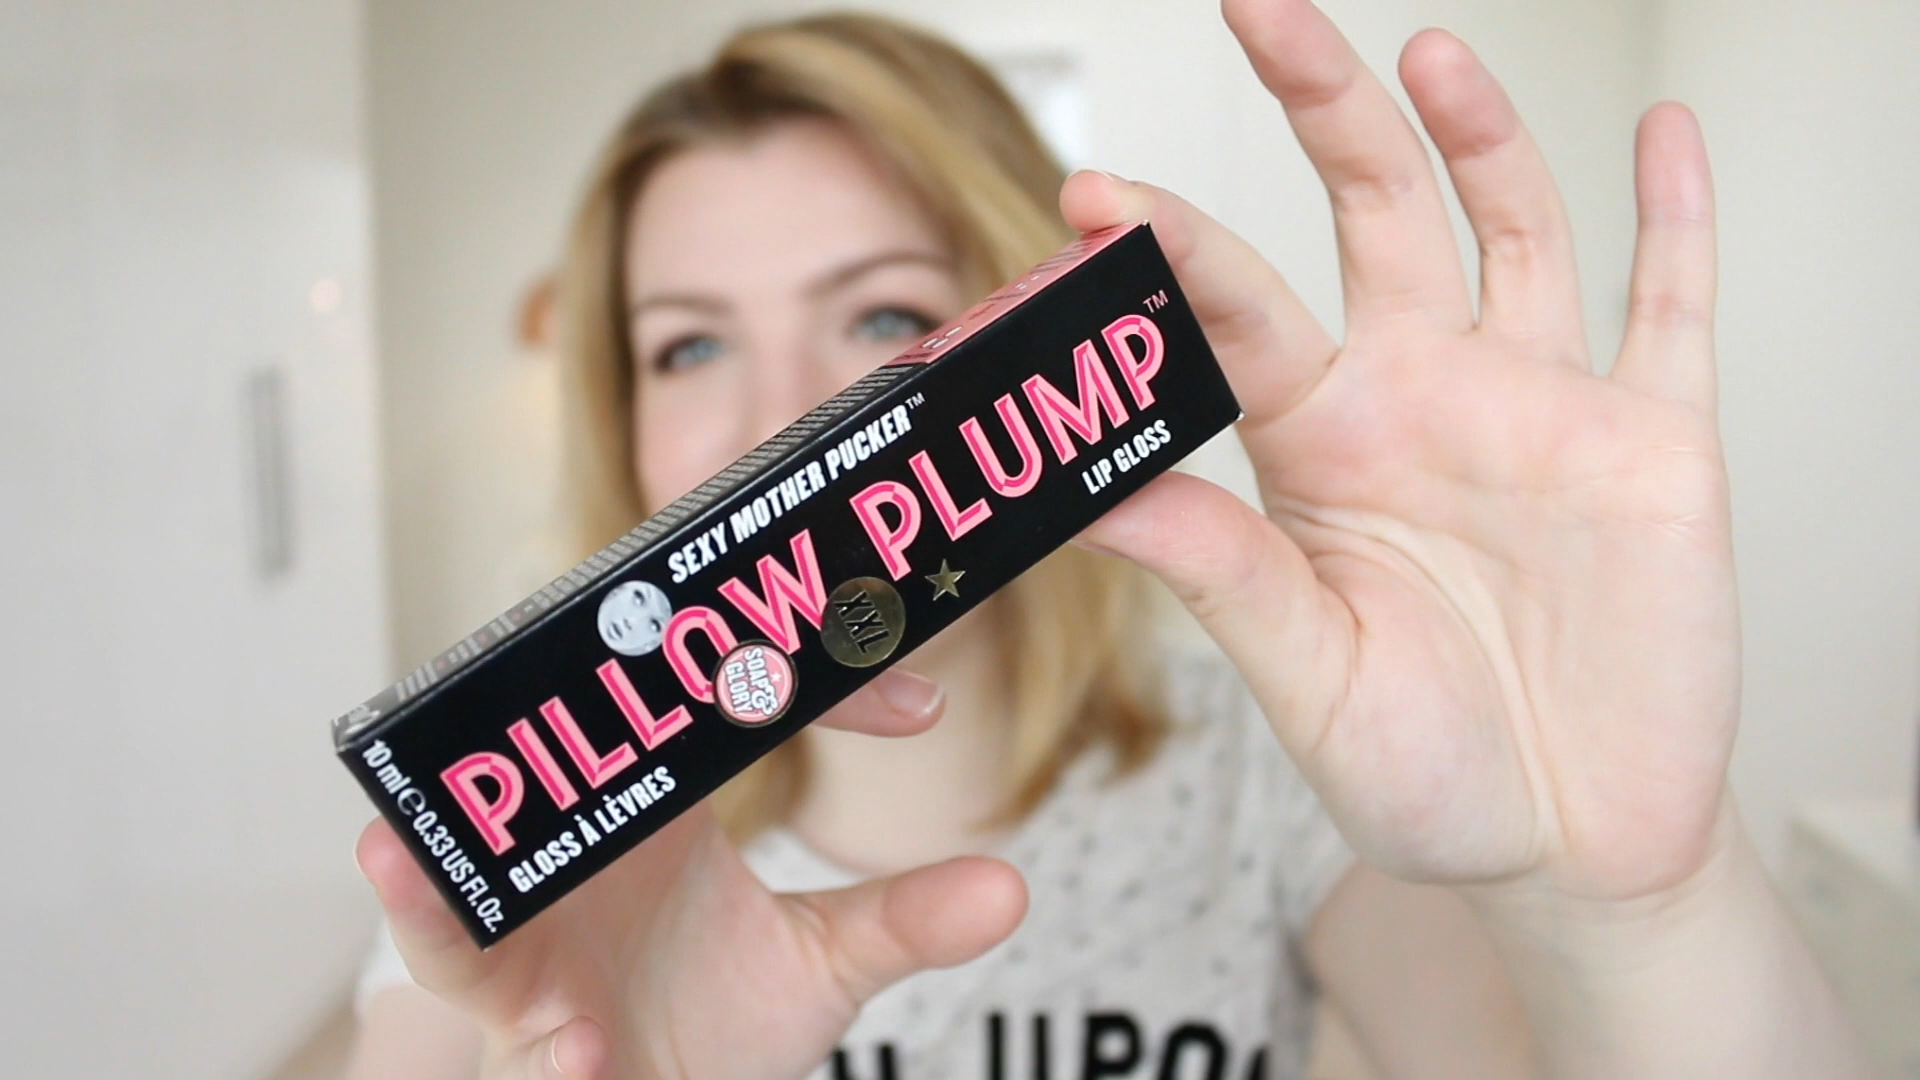 SEXY MOTHER PUCKER™
PILLOW PLUMP™
XXL
SOAP & GLORY
LIP GLOSS
GLOSS À LÈVRES
10 ml ℮ 0.33 US Fl. Oz.
UPON